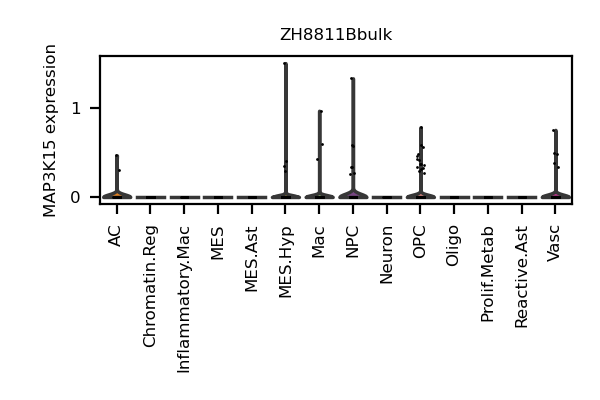 ZH8811Bbulk
MAP3K15 expression
1
0
AC
Chromatin.Reg
Inflammatory.Mac
MES
MES.Ast
MES.Hyp
Mac
NPC
Neuron
OPC
Oligo
Prolif.Metab
Reactive.Ast
Vasc